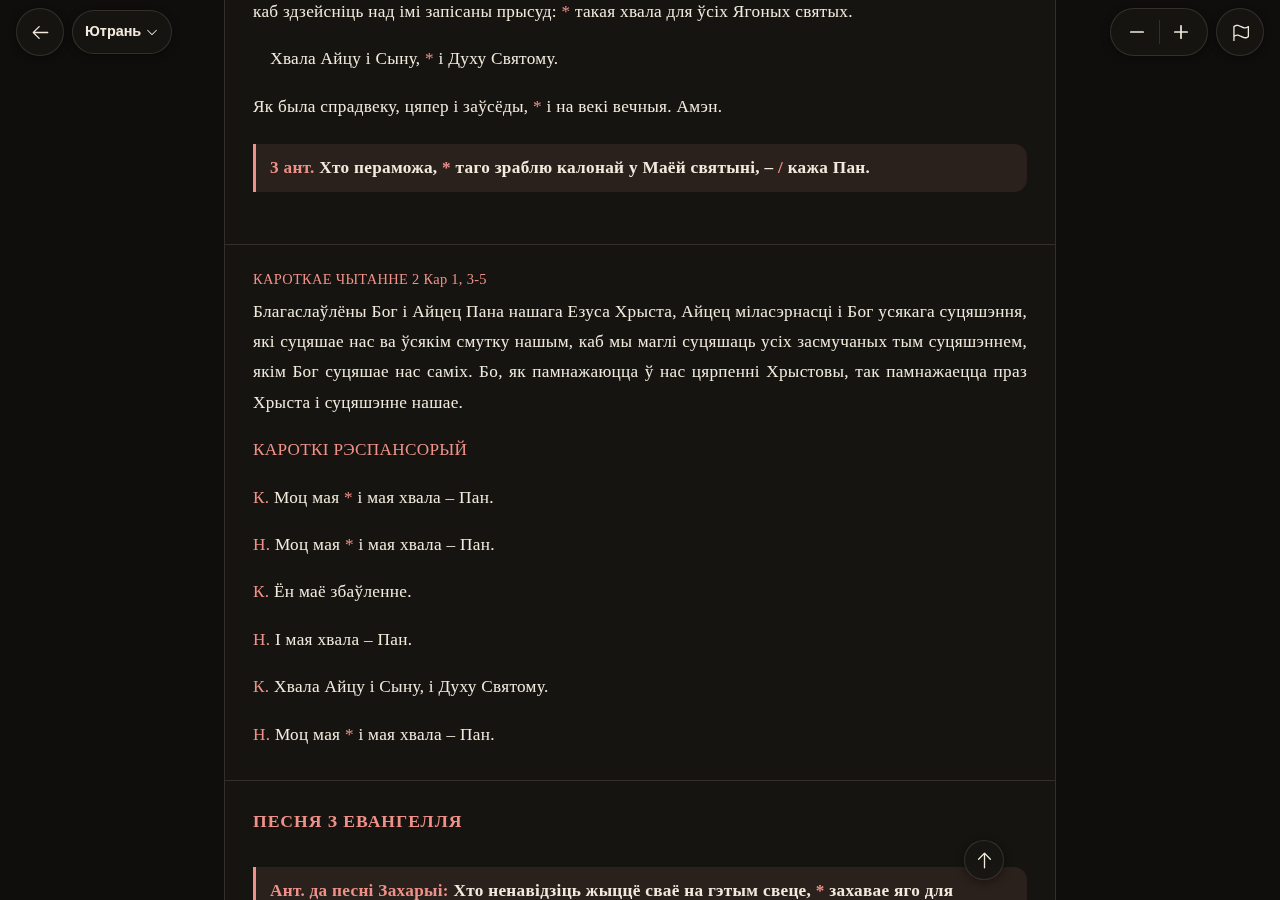 каб здзейсніць над імі запісаны прысуд: * такая хвала для ўсіх Ягоных святых.
Ютрань
Хвала Айцу і Сыну, * і Духу Святому.
Як была спрадвеку, цяпер і заўсёды, * і на векі вечныя. Амэн.
3 ант. Хто пераможа, * таго зраблю калонай у Маёй святыні, – / кажа Пан.
КАРОТКАЕ ЧЫТАННЕ 2 Кар 1, 3-5
Благаслаўлёны Бог і Айцец Пана нашага Езуса Хрыста, Айцец міласэрнасці і Бог усякага суцяшэння,
які суцяшае нас ва ўсякім смутку нашым, каб мы маглі суцяшаць усіх засмучаных тым суцяшэннем,
якім Бог суцяшае нас саміх. Бо, як памнажаюцца ў нас цярпенні Хрыстовы, так памнажаецца праз
Хрыста і суцяшэнне нашае.
КАРОТКІ РЭСПАНСОРЫЙ
К. Моц мая * і мая хвала – Пан.
Н. Моц мая * і мая хвала – Пан.
К. Ён маё збаўленне.
Н. І мая хвала – Пан.
К. Хвала Айцу і Сыну, і Духу Святому.
Н. Моц мая * і мая хвала – Пан.
ПЕСНЯ З ЕВАНГЕЛЛЯ
Ант. да песні Захарыі: Хто ненавідзіць жыццё сваё на гэтым свеце, * захавае яго для